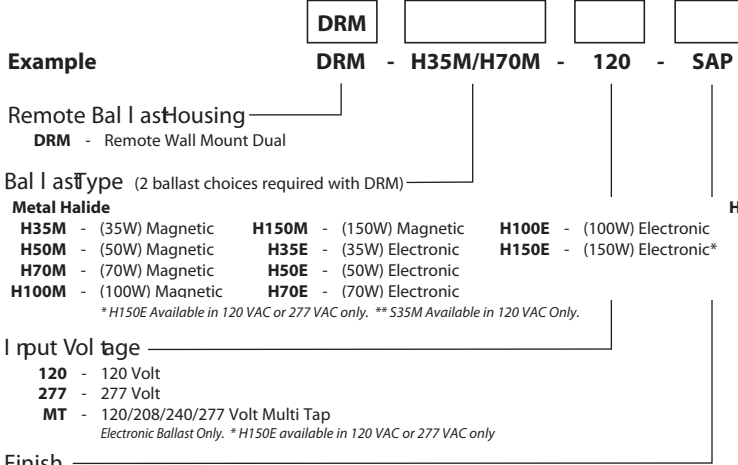 DRM
Example DRM - H35M/H70M - 120 - SAP
Remote Ballast Housing
DRM - Remote Wall Mount Dual
Ballast Type (2 ballast choices required with DRM)
Metal Halide H
H35M - (35W) Magnetic H150M - (150W) Magnetic H100E - (100W) Electronic
H50M - (50W) Magnetic H35E - (35W) Electronic H150E - (150W) Electronic*
H70M - (70W) Magnetic H50E - (50W) Electronic
H100M - (100W) Magnetic H70E - (70W) Electronic
* H150E Available in 120 VAC or 277 VAC only. ** S35M Available in 120 VAC Only.
Input Voltage
120 - 120 Volt
277 - 277 Volt
MT - 120/208/240/277 Volt Multi Tap
Electronic Ballast Only. * H150E available in 120 VAC or 277 VAC only
Finish